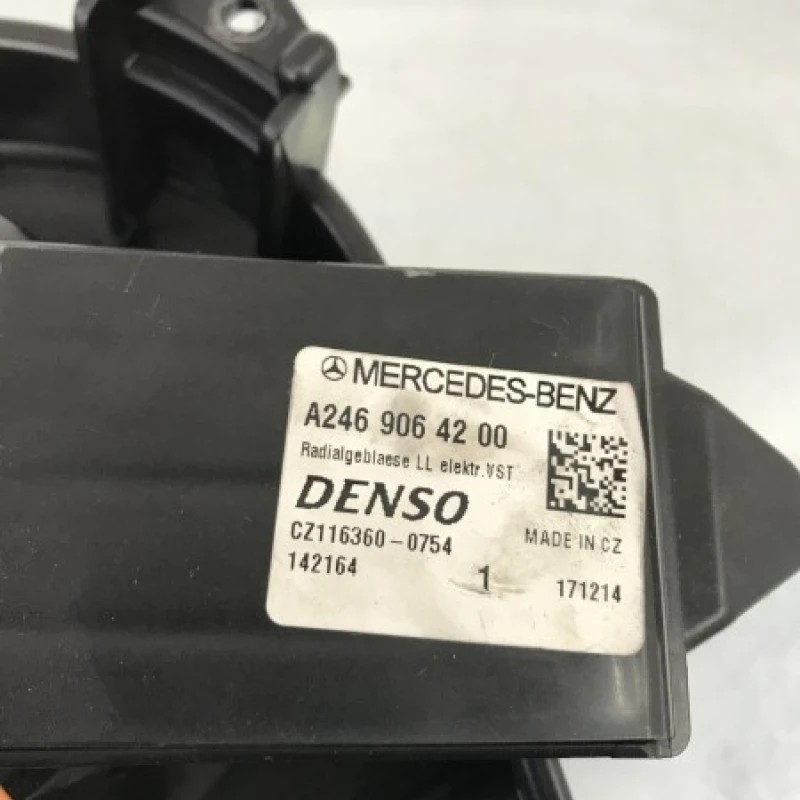 MERCEDES-BENZ
A246 906 42 00
Radialgeblaese LL elektr.VST
DENSO
MADE IN CZ
CZ116360-0754
142164
1
171214